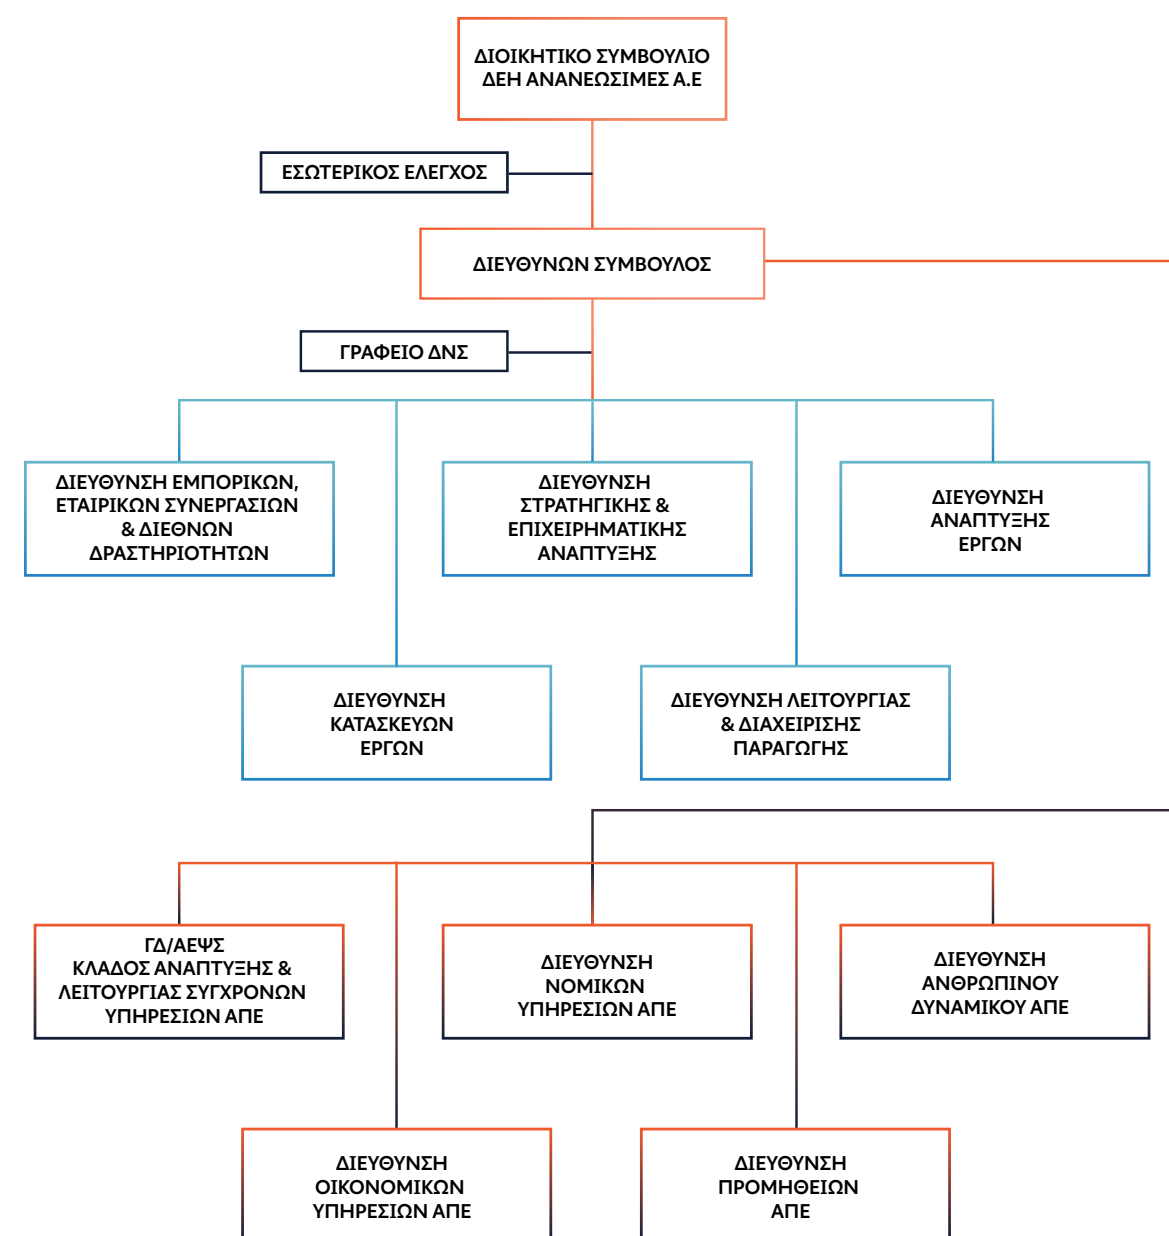 ΔΙΟΙΚΗΤΙΚΟ ΣΥΜΒΟΥΛΙΟ
ΔΕΗ ΑΝΑΝΕΩΣΙΜΕΣ Α.Ε
ΕΣΩΤΕΡΙΚΟΣ ΕΛΕΓΧΟΣ
ΔΙΕΥΘΥΝΩΝ ΣΥΜΒΟΥΛΟΣ
ΓΡΑΦΕΙΟ ΔΝΣ
ΔΙΕΥΘΥΝΣΗ ΕΜΠΟΡΙΚΩΝ,
ΕΤΑΙΡΙΚΩΝ ΣΥΝΕΡΓΑΣΙΩΝ
& ΔΙΕΘΝΩΝ
ΔΡΑΣΤΗΡΙΟΤΗΤΩΝ
ΔΙΕΥΘΥΝΣΗ
ΣΤΡΑΤΗΓΙΚΗΣ &
ΕΠΙΧΕΙΡΗΜΑΤΙΚΗΣ
ΑΝΑΠΤΥΞΗΣ
ΔΙΕΥΘΥΝΣΗ
ΑΝΑΠΤΥΞΗΣ
ΕΡΓΩΝ
ΔΙΕΥΘΥΝΣΗ
ΚΑΤΑΣΚΕΥΩΝ
ΕΡΓΩΝ
ΔΙΕΥΘΥΝΣΗ ΛΕΙΤΟΥΡΓΙΑΣ
& ΔΙΑΧΕΙΡΙΣΗΣ
ΠΑΡΑΓΩΓΗΣ
ΓΔ/ΑΕΨΣ
ΚΛΑΔΟΣ ΑΝΑΠΤΥΞΗΣ &
ΛΕΙΤΟΥΡΓΙΑΣ ΣΥΓΧΡΟΝΩΝ
ΥΠΗΡΕΣΙΩΝ ΑΠΕ
ΔΙΕΥΘΥΝΣΗ
ΝΟΜΙΚΩΝ
ΥΠΗΡΕΣΙΩΝ ΑΠΕ
ΔΙΕΥΘΥΝΣΗ
ΑΝΘΡΩΠΙΝΟΥ
ΔΥΝΑΜΙΚΟΥ ΑΠΕ
ΔΙΕΥΘΥΝΣΗ
ΟΙΚΟΝΟΜΙΚΩΝ
ΥΠΗΡΕΣΙΩΝ ΑΠΕ
ΔΙΕΥΘΥΝΣΗ
ΠΡΟΜΗΘΕΙΩΝ
ΑΠΕ